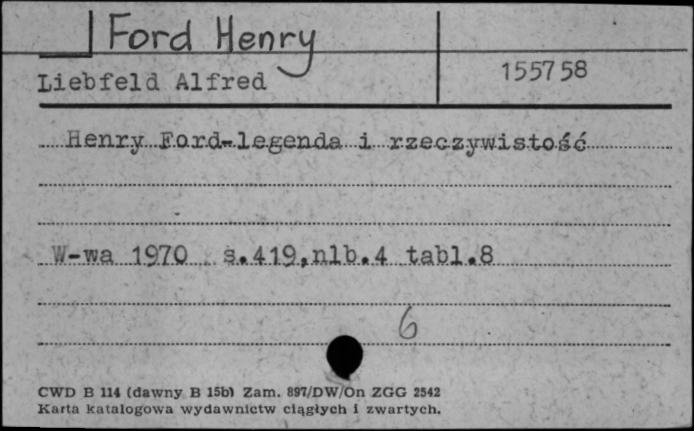 Ford Henry
Liebfeld Alfred
155758
Henry Ford-legenda i rzeczywistość
W-wa 1970 s.419,nlb.4 tabl.8
6
CWD B 114 (dawny B 15b) Zam. 897/DW/On ZGG 2542
Karta katalogowa wydawnictw ciągłych i zwartych.